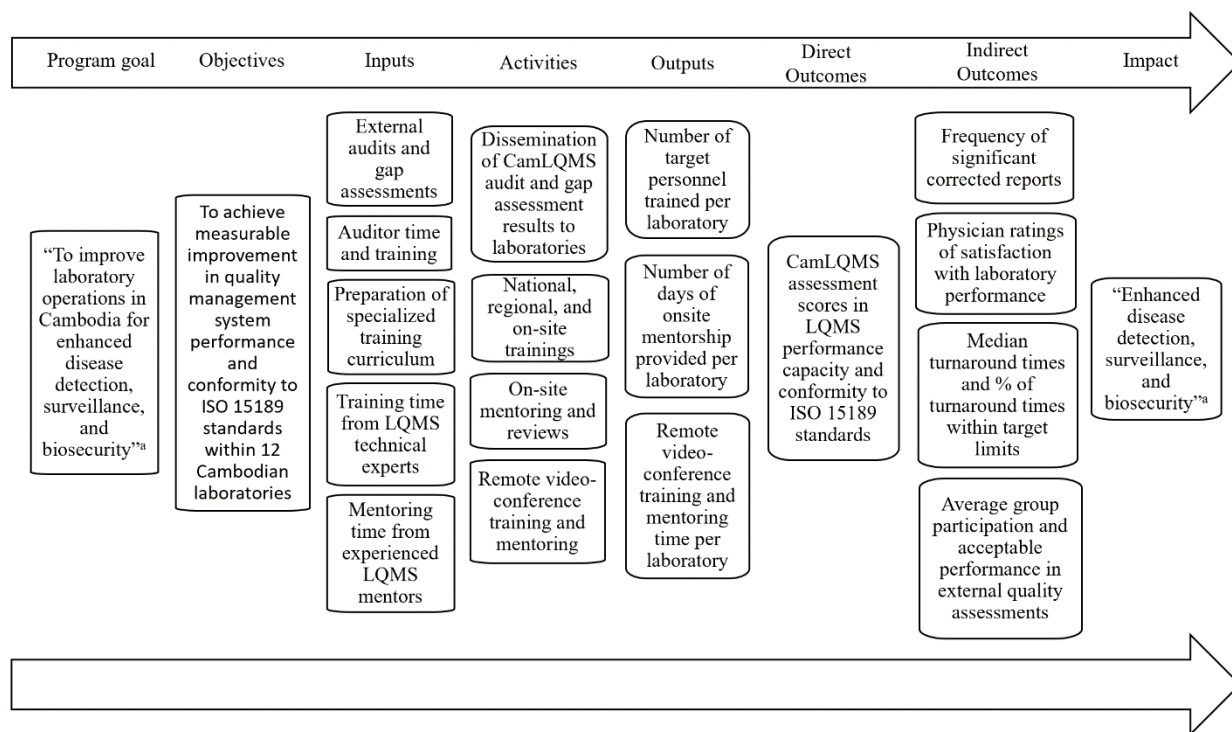 Program goal
Objectives
Inputs
Activities
Outputs
Direct
Outcomes
Indirect
Outcomes
Impact
“To improve
laboratory
operations in
Cambodia for
enhanced
disease
detection,
surveillance,
and
biosecurity”a
To achieve
measurable
improvement
in quality
management
system
performance
and
conformity to
ISO 15189
standards
within 12
Cambodian
laboratories
External
audits and
gap
assessments
Auditor time
and training
Preparation of
specialized
training
curriculum
Training time
from LQMS
technical
experts
Mentoring
time from
experienced
LQMS
mentors
Dissemination
of CamLQMS
audit and gap
assessment
results to
laboratories
National,
regional, and
on-site
trainings
On-site
mentoring and
reviews
Remote video-
conference
training and
mentoring
Number of
target
personnel
trained per
laboratory
Number of
days of
onsite
mentorship
provided per
laboratory
Remote
video-
conference
training and
mentoring
time per
laboratory
CamLQMS
assessment
scores in
LQMS
performance
capacity and
conformity to
ISO 15189
standards
Frequency of
significant
corrected reports
Physician ratings
of satisfaction
with laboratory
performance
Median
turnaround times
and % of
turnaround times
within target
limits
Average group
participation and
acceptable
performance in
external quality
assessments
“Enhanced
disease
detection,
surveillance,
and
biosecurity”a